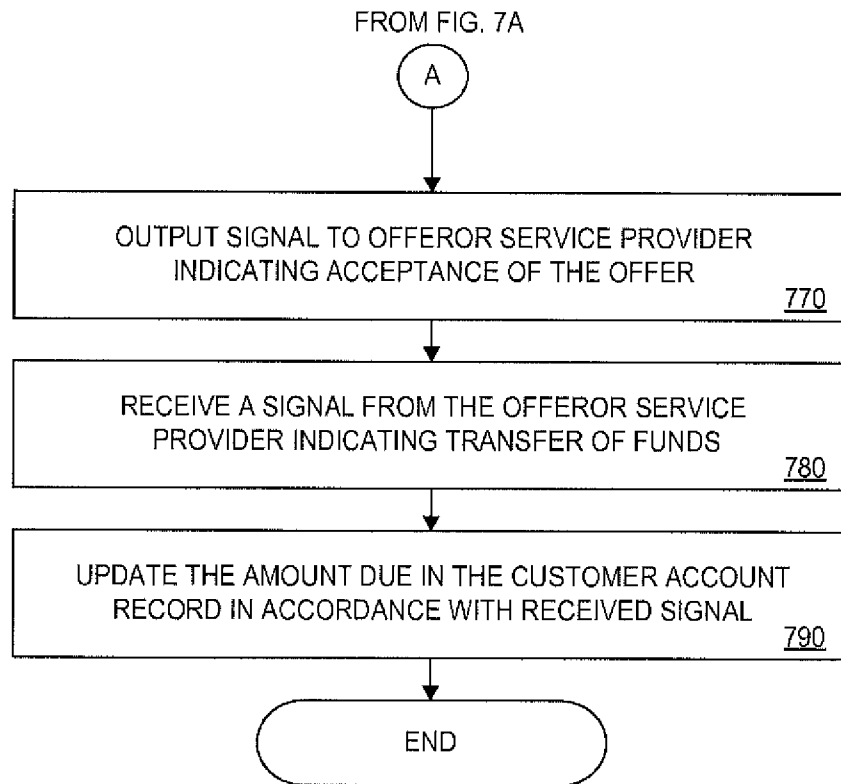 FROM FIG. 7A
A
OUTPUT SIGNAL TO OFFEROR SERVICE PROVIDER
INDICATING ACCEPTANCE OF THE OFFER
770
RECEIVE A SIGNAL FROM THE OFFEROR SERVICE
PROVIDER INDICATING TRANSFER OF FUNDS
780
UPDATE THE AMOUNT DUE IN THE CUSTOMER ACCOUNT
RECORD IN ACCORDANCE WITH RECEIVED SIGNAL
790
END